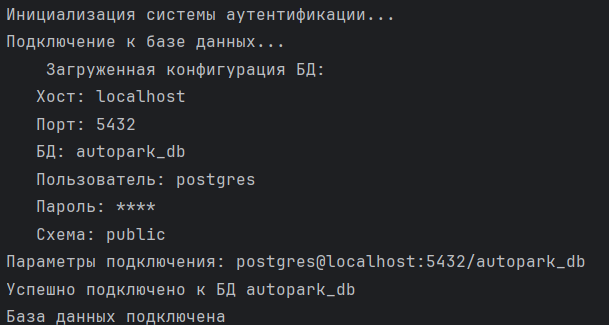 Инициализация системы аутентификации...
Подключение к базе данных...
Загруженная конфигурация БД:
Хост: localhost
Порт: 5432
БД: autopark_db
Пользователь: postgres
Пароль: ****
Схема: public
Параметры подключения: postgres@localhost:5432/autopark_db
Успешно подключено к БД autopark_db
База данных подключена